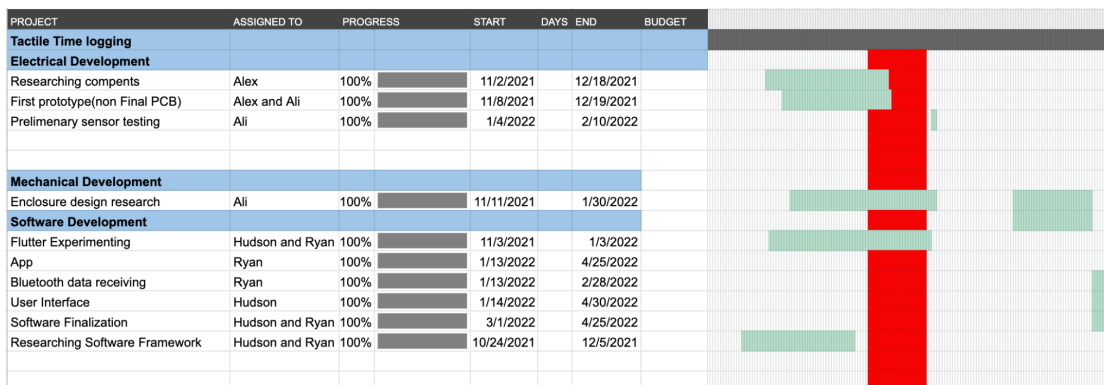 PROJECT ASSIGNED TO PROGRESS START DAYS END BUDGET
Tactile Time logging
Electrical Development
Researching compents Alex 100% 11/2/2021 12/18/2021
First prototype(non Final PCB) Alex and Ali 100% 11/8/2021 12/19/2021
Prelimenary sensor testing Ali 100% 1/4/2022 2/10/2022
Mechanical Development
Enclosure design research Ali 100% 11/11/2021 1/30/2022
Software Development
Flutter Experimenting Hudson and Ryan 100% 11/3/2021 1/3/2022
App Ryan 100% 1/13/2022 4/25/2022
Bluetooth data receiving Ryan 100% 1/13/2022 2/28/2022
User Interface Hudson 100% 1/14/2022 4/30/2022
Software Finalization Hudson and Ryan 100% 3/1/2022 4/25/2022
Researching Software Framework Hudson and Ryan 100% 10/24/2021 12/5/2021